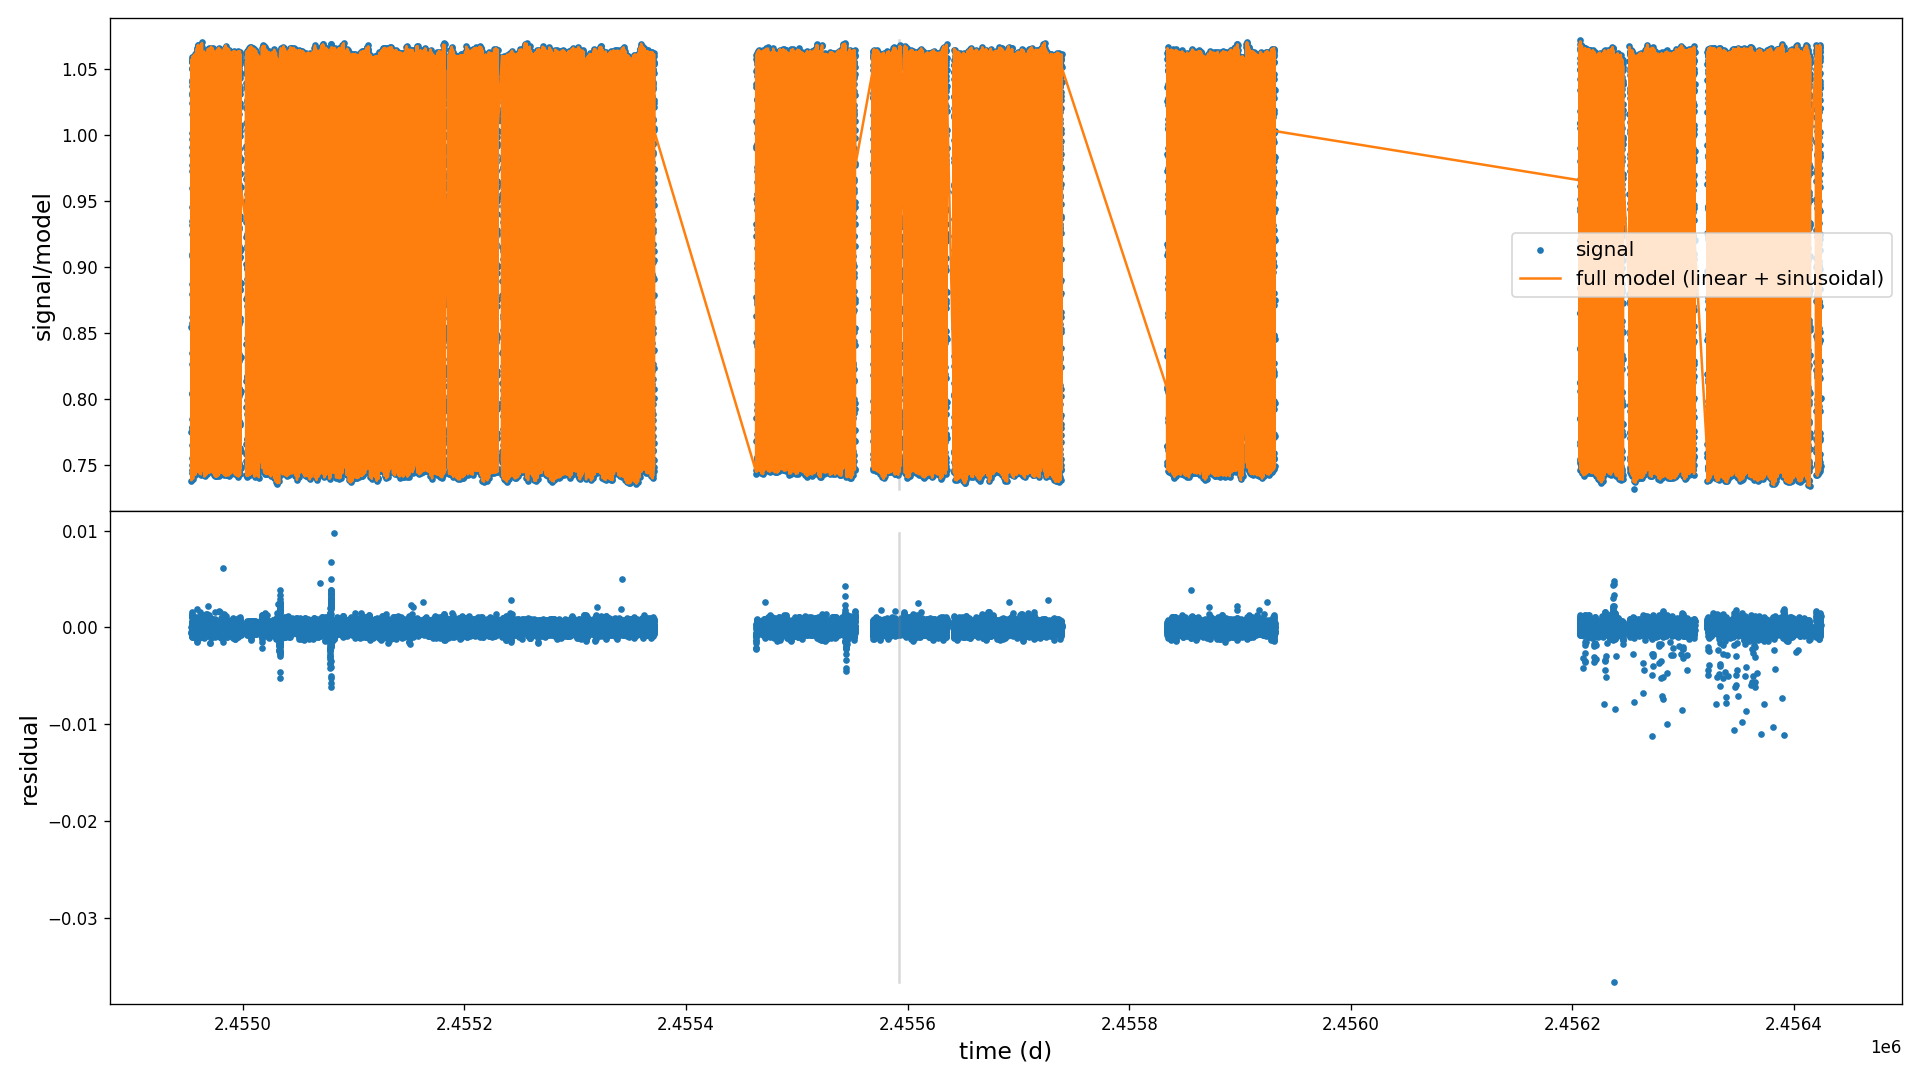 signal/model
1.05
1.00
0.95
0.90
0.85
0.80
0.75
signal
full model (linear + sinusoidal)
residual
0.01
0.00
−0.01
−0.02
−0.03
2.4550 2.4552 2.4554 2.4556 2.4558 2.4560 2.4562 2.4564
1e6
time (d)